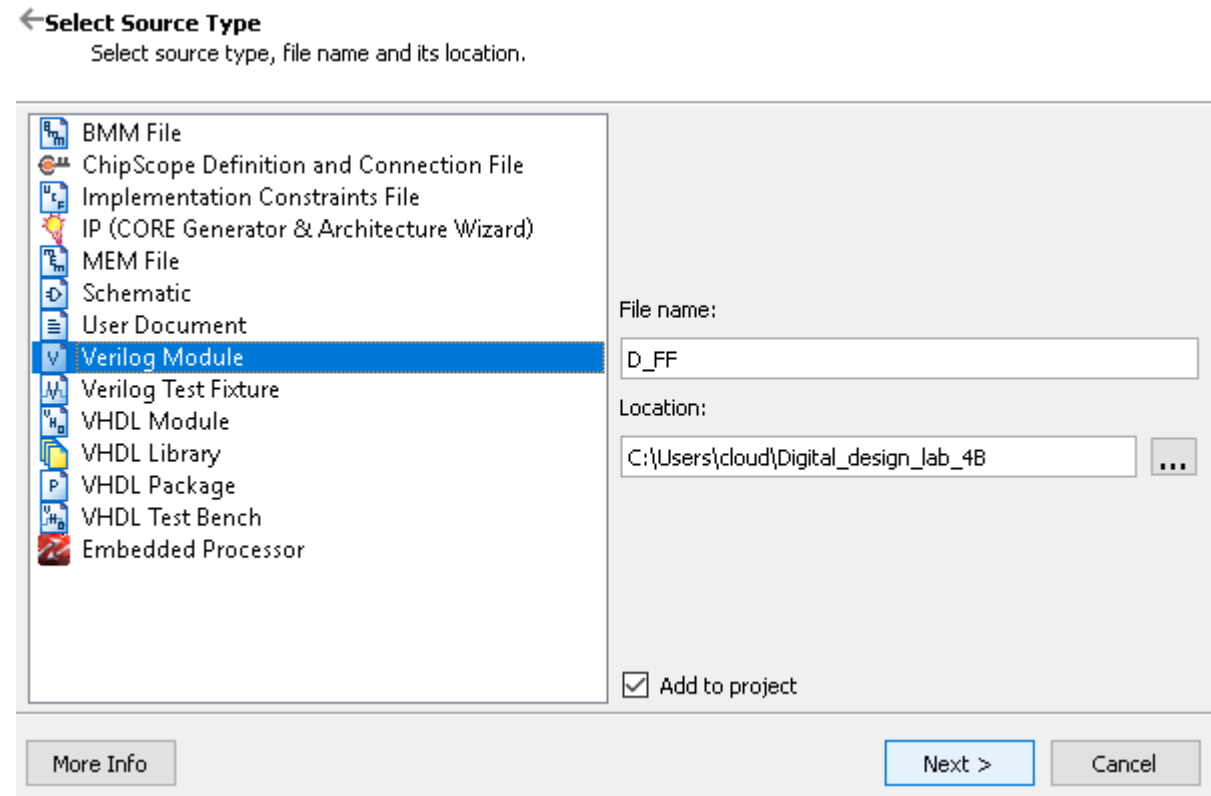 Select Source Type
Select source type, file name and its location.
BMM File
ChipScope Definition and Connection File
Implementation Constraints File
IP (CORE Generator & Architecture Wizard)
MEM File
Schematic
User Document
Verilog Module
Verilog Test Fixture
VHDL Module
VHDL Library
VHDL Package
VHDL Test Bench
Embedded Processor
File name:
D_FF
Location:
C:\Users\cloud\Digital_design_lab_4B
...
Add to project
More Info
Next >
Cancel